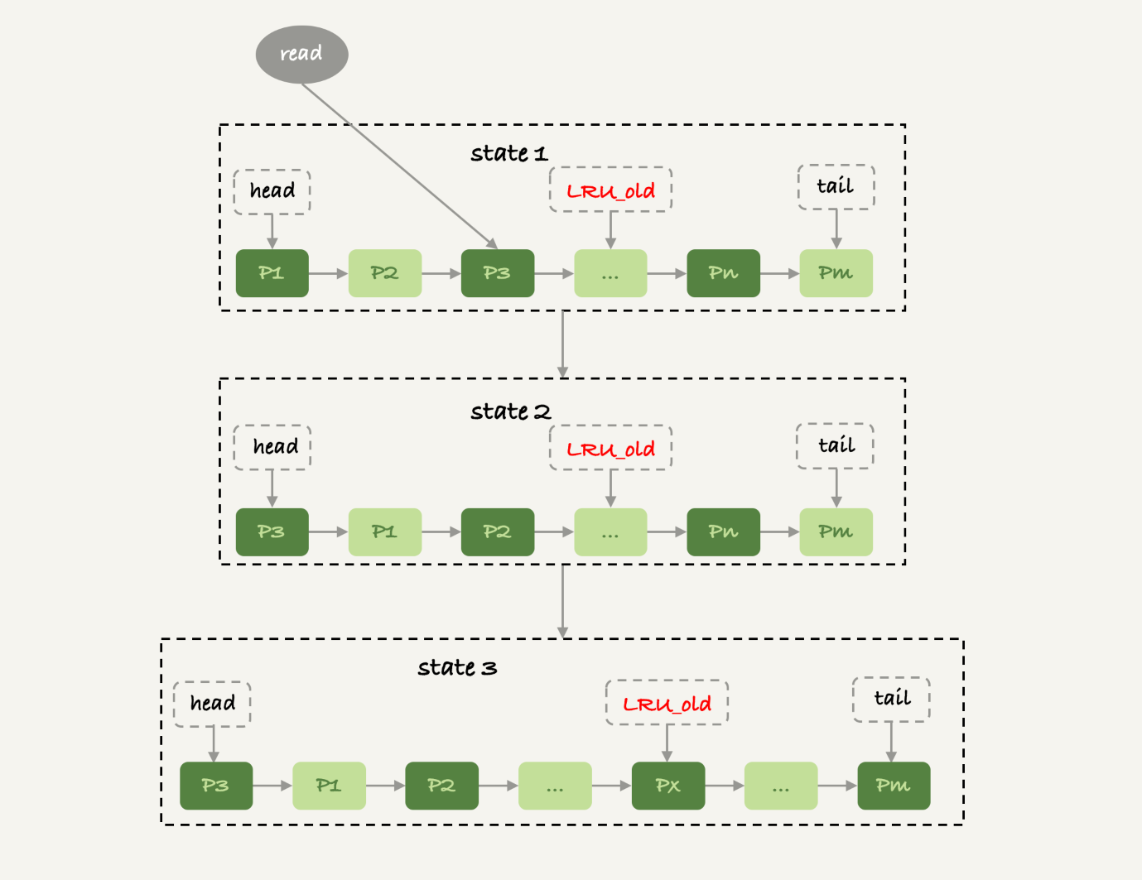 read
state 1
head
LRU_old
tail
P1
P2
P3
...
Pn
Pm
state 2
head
LRU_old
tail
P3
P1
P2
...
Pn
Pm
state 3
head
LRU_old
tail
P3
P1
P2
...
Px
...
Pm